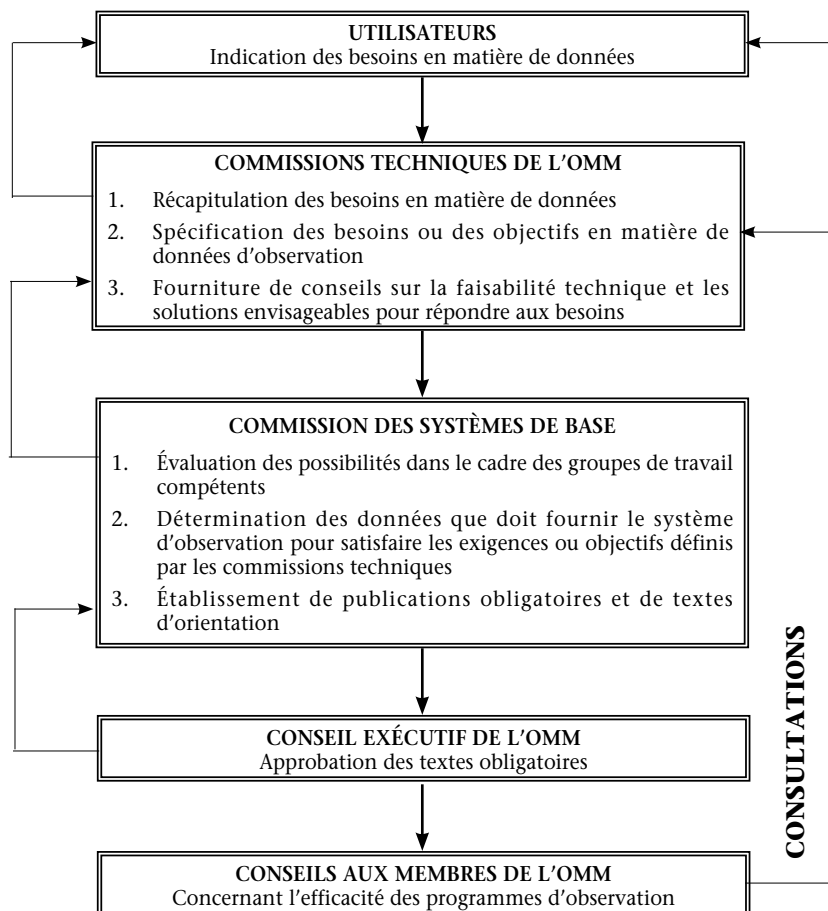 UTILISATEURS
Indication des besoins en matière de données
COMMISSIONS TECHNIQUES DE L'OMM
1. Récapitulation des besoins en matière de données
2. Spécification des besoins ou des objectifs en matière de
données d'observation
3. Fourniture de conseils sur la faisabilité technique et les
solutions envisageables pour répondre aux besoins
COMMISSION DES SYSTÈMES DE BASE
1. Évaluation des possibilités dans le cadre des groupes de travail
compétents
2. Détermination des données que doit fournir le système
d'observation pour satisfaire les exigences ou objectifs définis
par les commissions techniques
3. Établissement de publications obligatoires et de textes
d'orientation
CONSEIL EXÉCUTIF DE L'OMM
Approbation des textes obligatoires
CONSEILS AUX MEMBRES DE L'OMM
Concernant l'efficacité des programmes d'observation
CONSULTATIONS